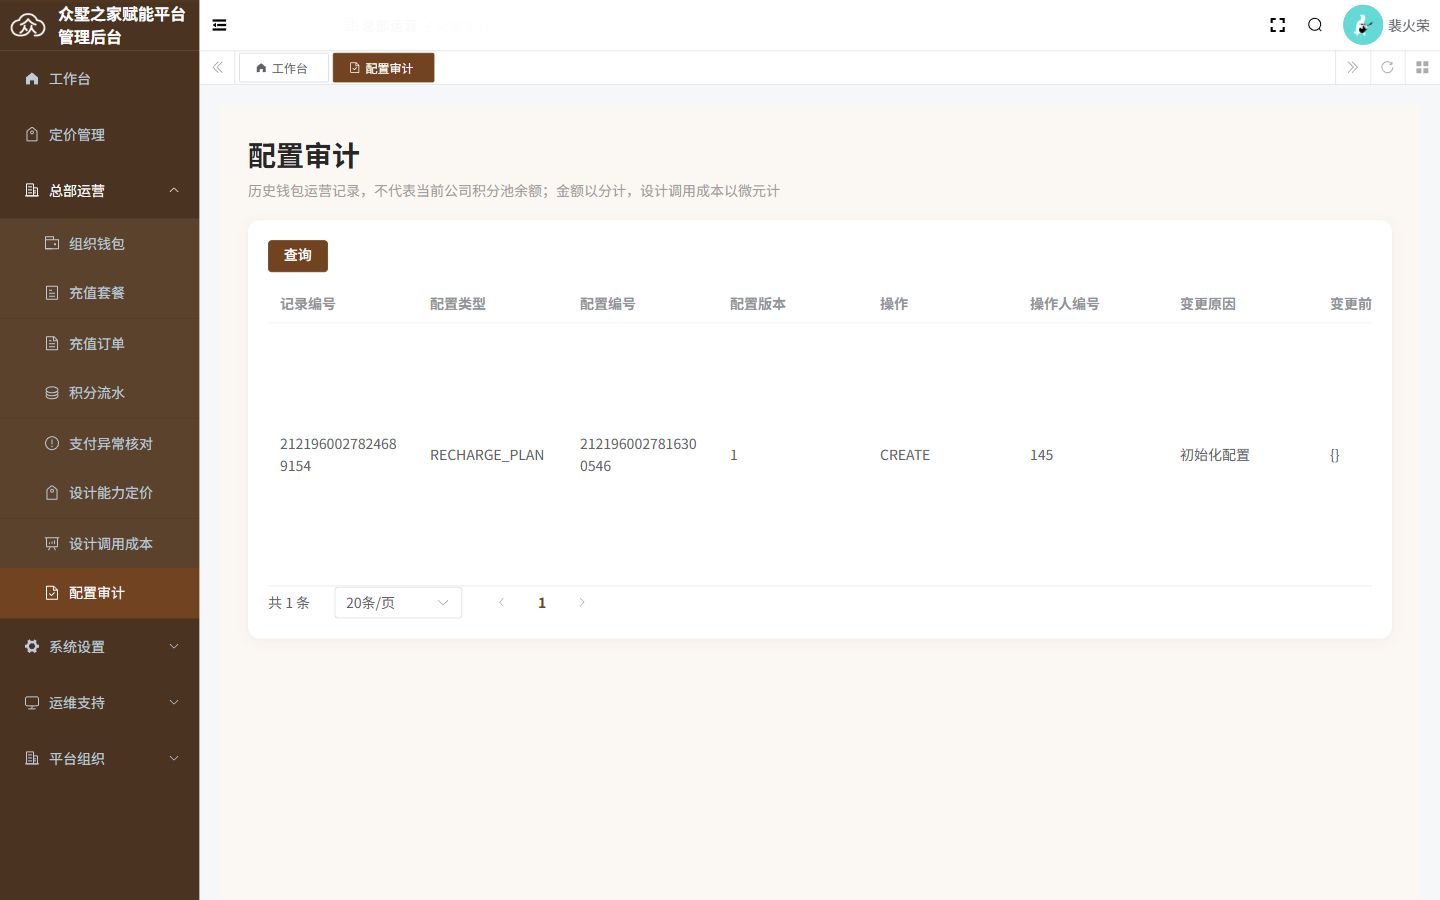 众墅之家赋能平台
管理后台
裴火荣
工作台
配置审计
工作台
定价管理
总部运营
组织钱包
充值套餐
充值订单
积分流水
支付异常核对
设计能力定价
设计调用成本
配置审计
系统设置
运维支持
平台组织
配置审计
历史钱包运营记录，不代表当前公司积分池余额；金额以分计，设计调用成本以微元计
查询
记录编号 配置类型 配置编号 配置版本 操作 操作人编号 变更原因 变更前
212196002782468
9154
RECHARGE_PLAN
212196002781630
0546
1
CREATE
145
初始化配置
{}
共 1 条 20条/页 1